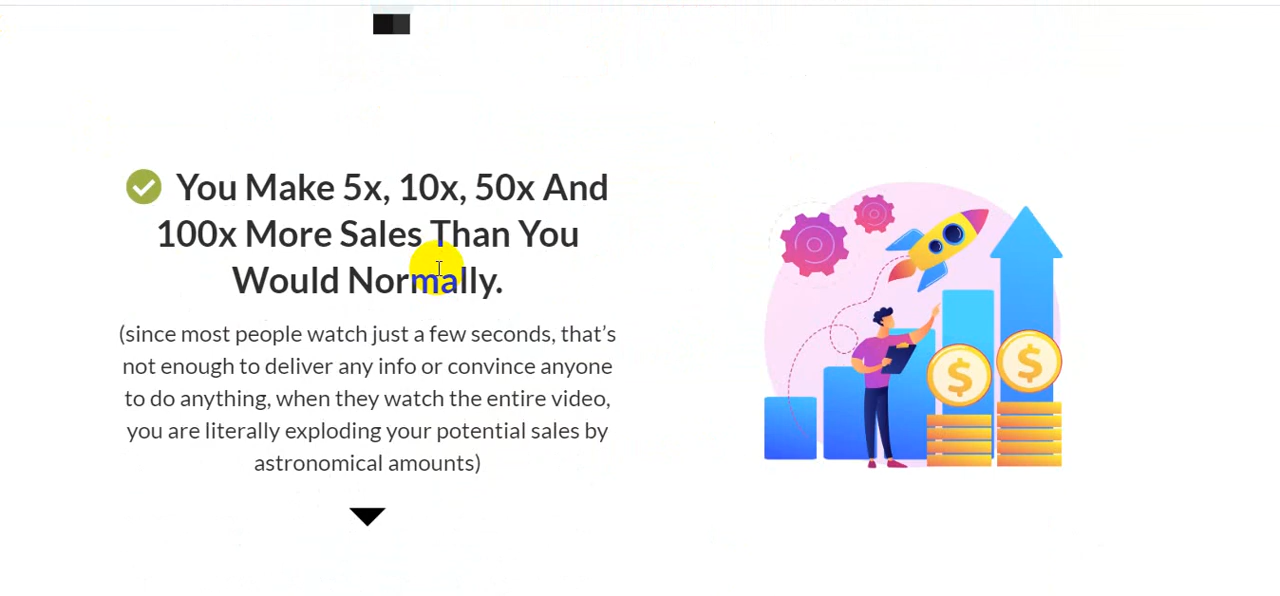 You Make 5x, 10x, 50x And
100x More Sales Than You
Would Normally.
(since most people watch just a few seconds, that’s
not enough to deliver any info or convince anyone
to do anything, when they watch the entire video,
you are literally exploding your potential sales by
astronomical amounts)
$
$